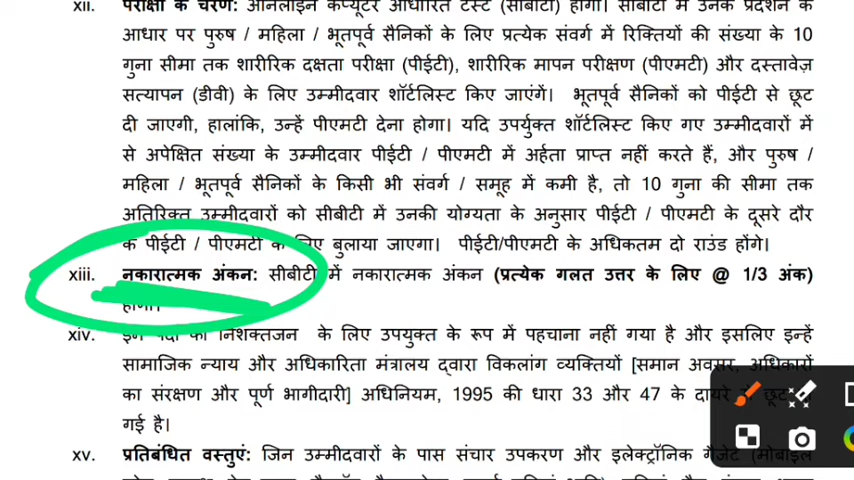 xii. परीक्षा के चरण: ऑनलाइन कंप्यूटर आधारित टेस्ट (सीबीटी) होगा। सीबीटी में उनके प्रदर्शन के
आधार पर पुरुष / महिला / भूतपूर्व सैनिकों के लिए प्रत्येक संवर्ग में रिक्तियों की संख्या के 10
गुना सीमा तक शारीरिक दक्षता परीक्षा (पीईटी), शारीरिक मापन परीक्षण (पीएमटी) और दस्तावेज़
सत्यापन (डीवी) के लिए उम्मीदवार शॉर्टलिस्ट किए जाएंगें। भूतपूर्व सैनिकों को पीईटी से छूट
दी जाएगी, हालांकि, उन्हें पीएमटी देना होगा। यदि उपर्युक्त शॉर्टलिस्ट किए गए उम्मीदवारों में
से अपेक्षित संख्या के उम्मीदवार पीईटी / पीएमटी में अर्हता प्राप्त नहीं करते हैं, और पुरुष /
महिला / भूतपूर्व सैनिकों के किसी भी संवर्ग / समूह में कमी है, तो 10 गुना की सीमा तक
अतिरिक्त उम्मीदवारों को सीबीटी में उनकी योग्यता के अनुसार पीईटी / पीएमटी के दूसरे दौर
के पीईटी / पीएमटी के लिए बुलाया जाएगा। पीईटी/पीएमटी के अधिकतम दो राउंड होंगे।
xiii. नकारात्मक अंकन: सीबीटी में नकारात्मक अंकन (प्रत्येक गलत उत्तर के लिए @ 1/3 अंक)
होगा।
xiv. इन पदों को निशक्तजन के लिए उपयुक्त के रूप में पहचाना नहीं गया है और इसलिए इन्हें
सामाजिक न्याय और अधिकारिता मंत्रालय द्वारा विकलांग व्यक्तियों [समान अवसर, अधिकारों
का संरक्षण और पूर्ण भागीदारी] अधिनियम, 1995 की धारा 33 और 47 के दायरे से छूट
गई है।
xv. प्रतिबंधित वस्तुएं: जिन उम्मीदवारों के पास संचार उपकरण और इलेक्ट्रॉनिक गैजेट (मोबाइल